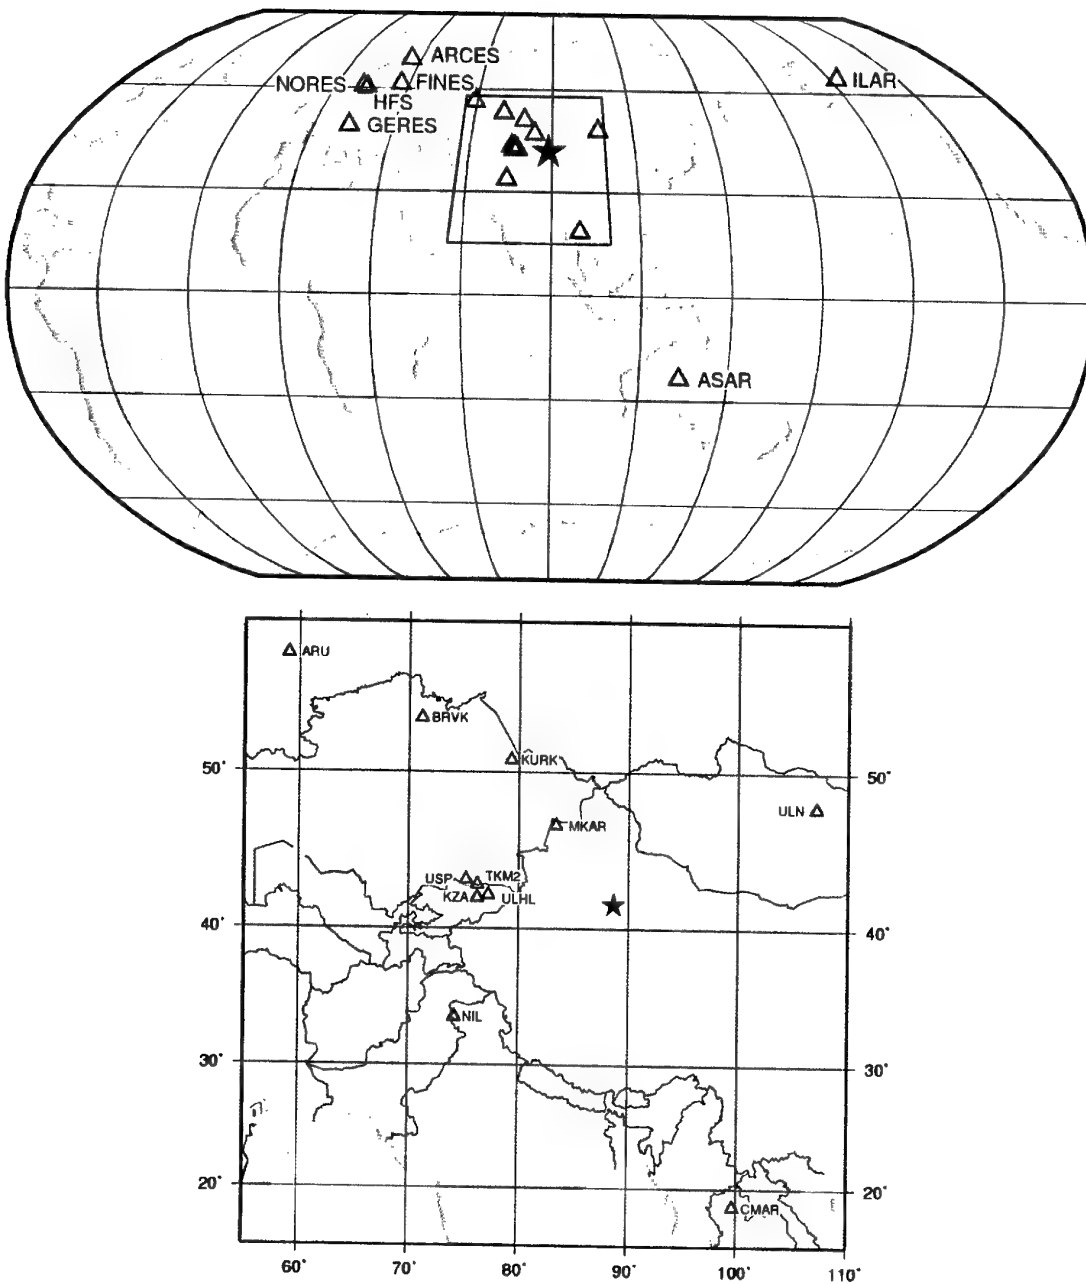 ARCES
NORES
FINES
ILAR
HFS
GERES
ASAR
ARU
BRVK
KURK
50°
50°
ULN
MKAR
USP
TKM2
KZA
ULHL
40°
40°
NIL
30°
30°
20°
20°
CMAR
60°
70°
80°
90°
100°
110°